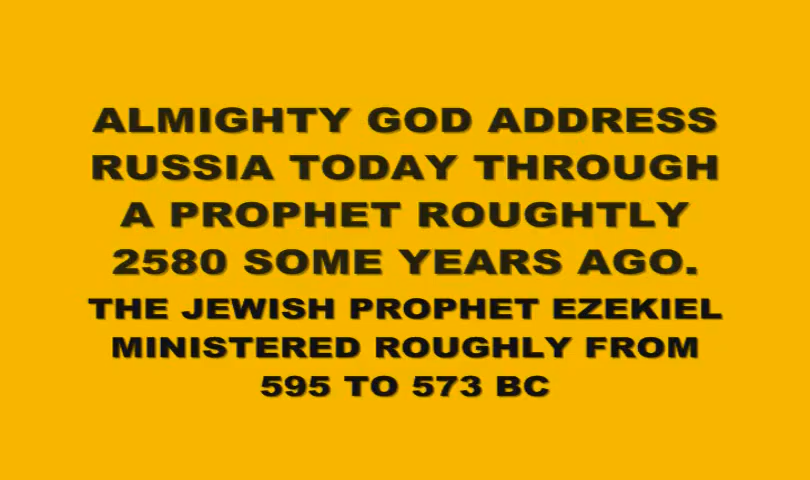 ALMIGHTY GOD ADDRESS
RUSSIA TODAY THROUGH
A PROPHET ROUGHTLY
2580 SOME YEARS AGO.
THE JEWISH PROPHET EZEKIEL
MINISTERED ROUGHLY FROM
595 TO 573 BC